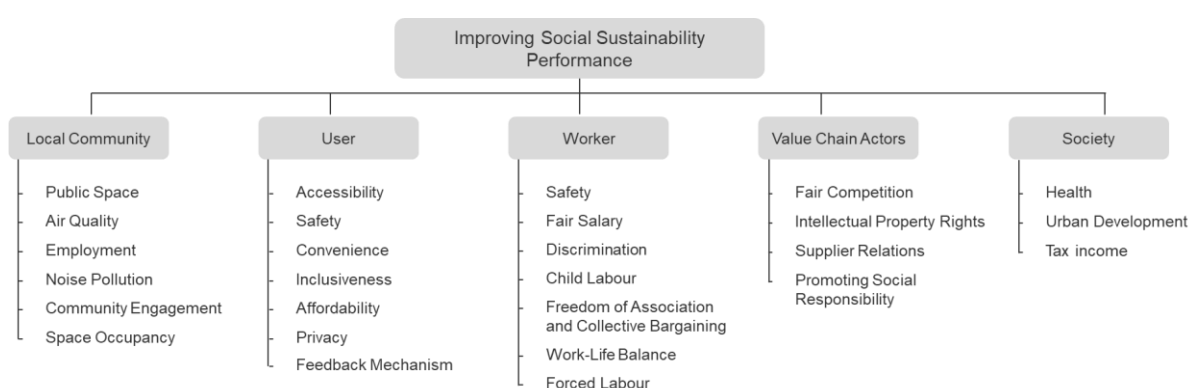 Improving Social Sustainability
Performance
Local Community
User
Worker
Value Chain Actors
Society
Public Space
Air Quality
Employment
Noise Pollution
Community Engagement
Space Occupancy
Accessibility
Safety
Convenience
Inclusiveness
Affordability
Privacy
Feedback Mechanism
Safety
Fair Salary
Discrimination
Child Labour
Freedom of Association
and Collective Bargaining
Work-Life Balance
Forced Labour
Fair Competition
Intellectual Property Rights
Supplier Relations
Promoting Social
Responsibility
Health
Urban Development
Tax income